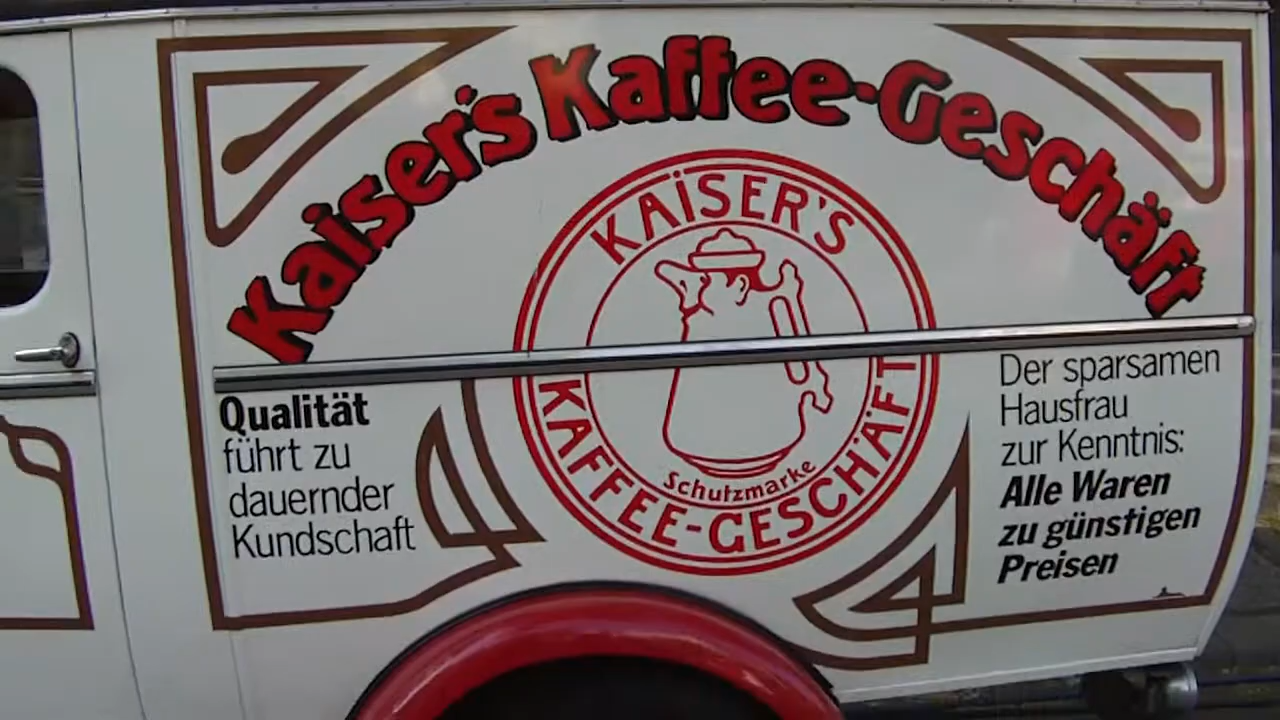 Kaiser's Kaffee-Geschäft
KAISER'S
KAFFEE-GESCHÄFT
Schutzmarke
Qualität
führt zu
dauernder
Kundschaft
Der sparsamen
Hausfrau
zur Kenntnis:
Alle Waren
zu günstigen
Preisen